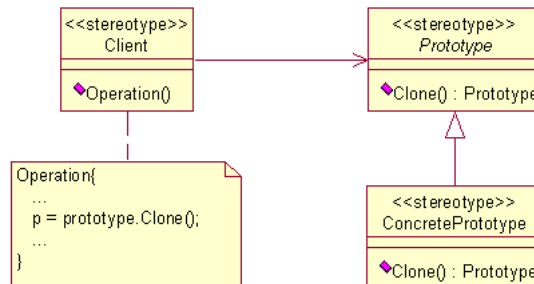 <<stereotype>>
Client
Operation()
<<stereotype>>
Prototype
Clone() : Prototype
Operation{
...
p = prototype.Clone();
...
}
<<stereotype>>
ConcretePrototype
Clone() : Prototype